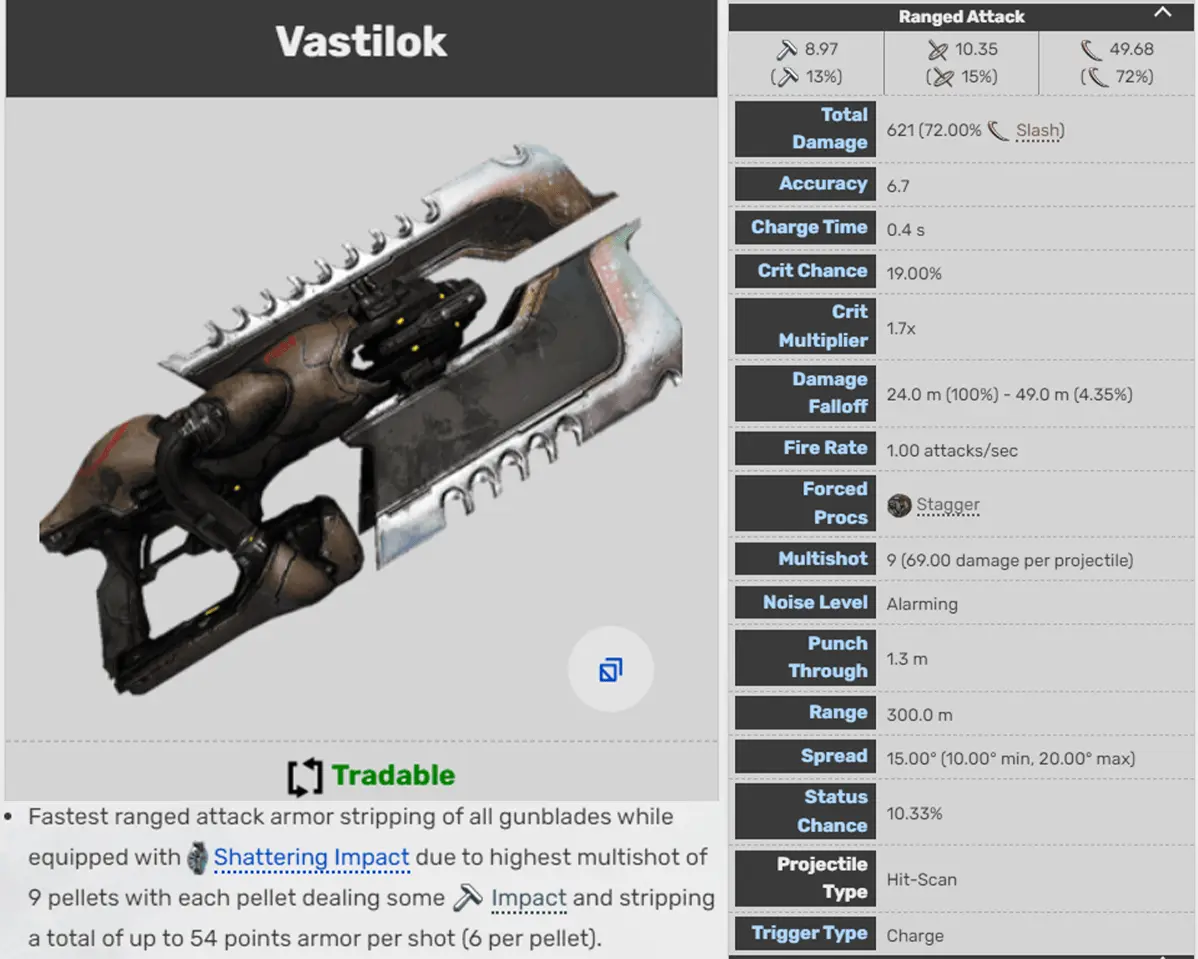 Vastilok
Tradable
Fastest ranged attack armor stripping of all gunblades while
equipped with Shattering Impact due to highest multishot of
9 pellets with each pellet dealing some Impact and stripping
a total of up to 54 points armor per shot (6 per pellet).
Ranged Attack
8.97 10.35 49.68
(13%) (15%) (72%)
Total Damage 621 (72.00% Slash)
Accuracy 6.7
Charge Time 0.4 s
Crit Chance 19.00%
Crit Multiplier 1.7x
Damage Falloff 24.0 m (100%) - 49.0 m (4.35%)
Fire Rate 1.00 attacks/sec
Forced Procs Stagger
Multishot 9 (69.00 damage per projectile)
Noise Level Alarming
Punch Through 1.3 m
Range 300.0 m
Spread 15.00° (10.00° min, 20.00° max)
Status Chance 10.33%
Projectile Type Hit-Scan
Trigger Type Charge